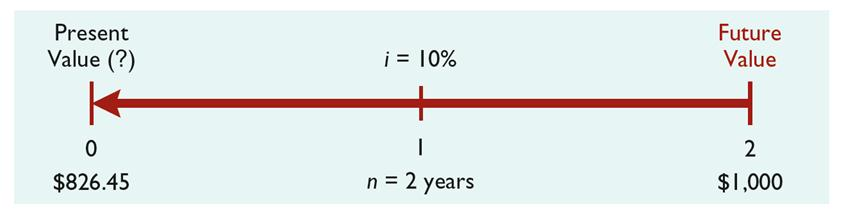 Present
Value (?)
i = 10%
Future
Value
0
1
2
$826.45
n = 2 years
$1,000